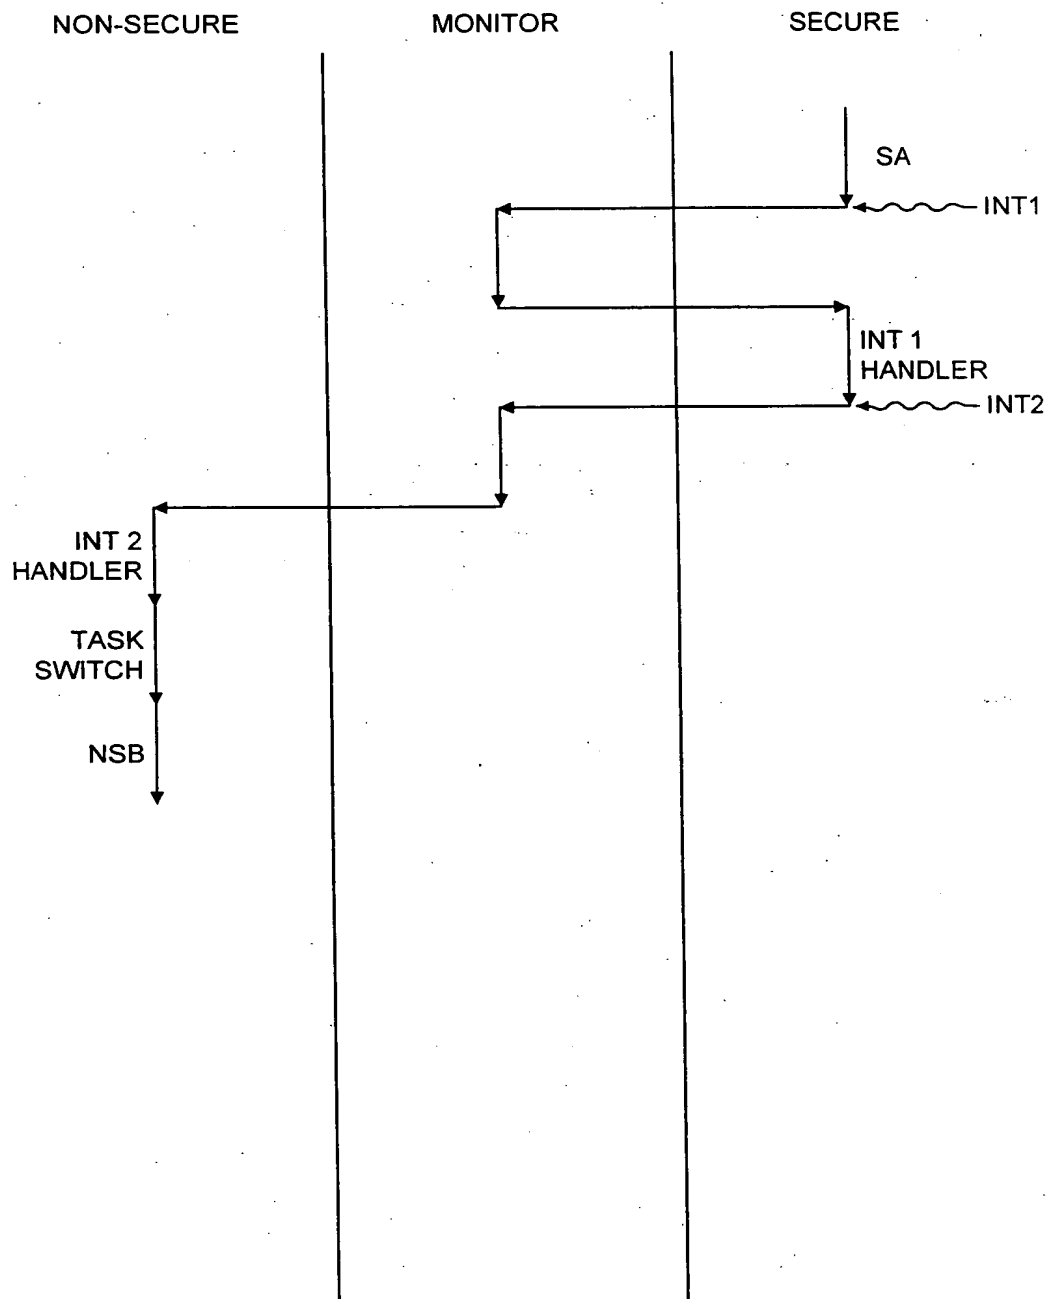 NON-SECURE MONITOR SECURE
SA
INT1
INT 1
HANDLER
INT2
INT 2
HANDLER
TASK
SWITCH
NSB